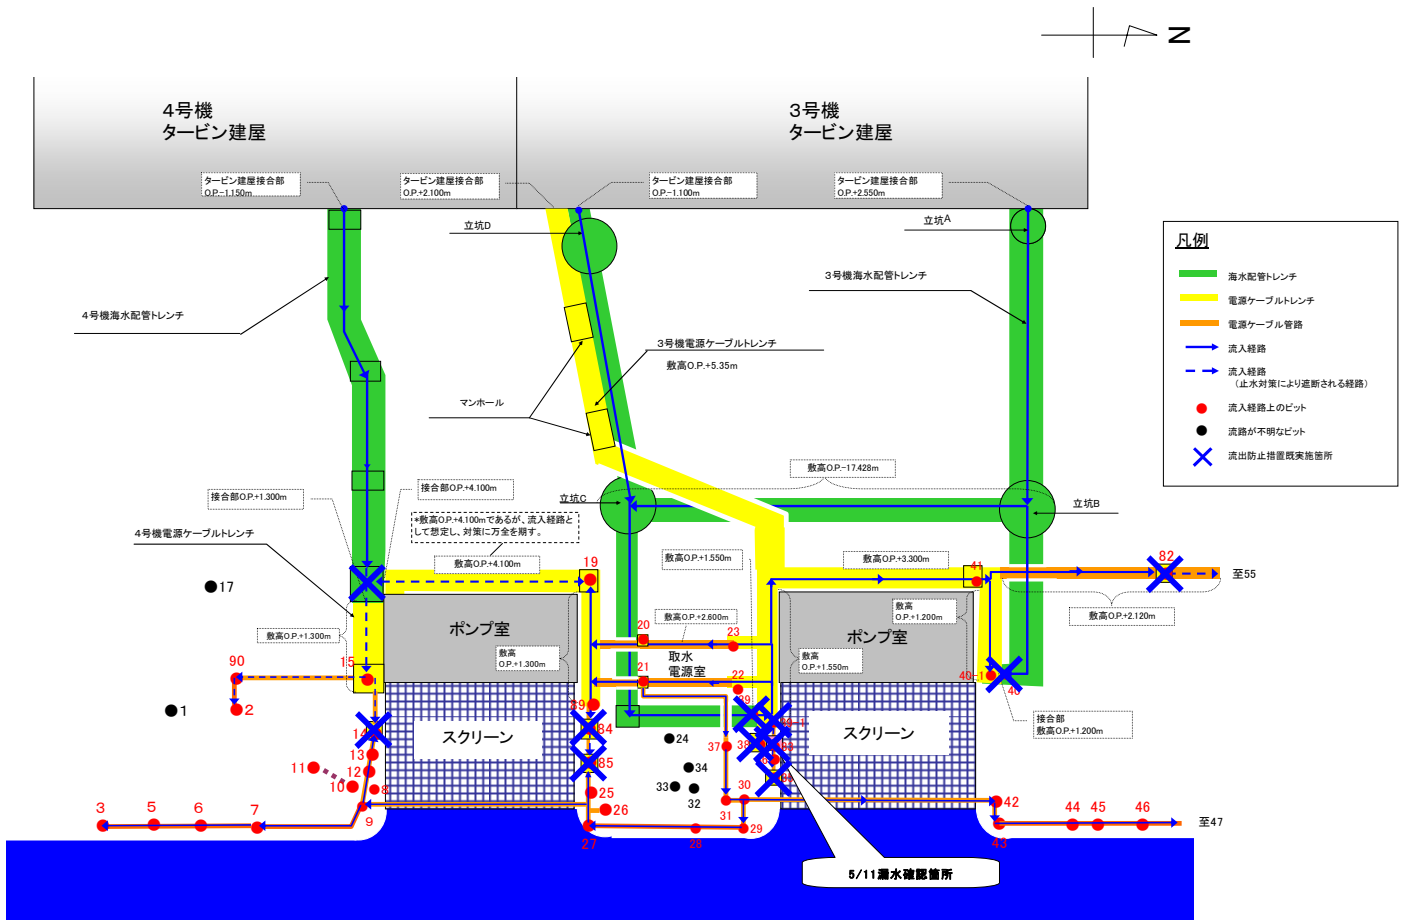 N
4号機
タービン建屋
3号機
タービン建屋
タービン建屋接合部
O.P.-1.150m
タービン建屋接合部
O.P.+2.100m
タービン建屋接合部
O.P.-1.100m
タービン建屋接合部
O.P.+2.550m
立坑D
立坑A
凡例
海水配管トレンチ
電源ケーブルトレンチ
電源ケーブル管路
流入経路
流入経路
(止水対策により遮断される経路)
流入経路上のピット
流路が不明なピット
流出防止措置既実施箇所
4号機海水配管トレンチ
3号機海水配管トレンチ
3号機電源ケーブルトレンチ
敷高O.P.+5.35m
マンホール
敷高O.P.-17.428m
接合部O.P.+1.300m
接合部O.P.+4.100m
立坑C
立坑B
*敷高O.P.+4.100mであるが、流入経路と
して想定し、対策に万全を期す。
4号機電源ケーブルトレンチ
敷高O.P.+4.100m
敷高O.P.+1.550m
敷高O.P.+3.300m
82
至55
19
41
17
敷高
O.P.+1.200m
敷高O.P.+2.120m
敷高O.P.+2.600m
敷高O.P.+1.300m
ポンプ室
20
23
取水
電源室
ポンプ室
敷高
O.P.+1.300m
敷高
O.P.+1.550m
90
15
21
22
40-1
40
2
1
89
39
接合部
敷高O.P.+1.200m
14
スクリーン
84
24
37
38
スクリーン
13
11
12
10
8
85
34
33
32
25
26
30
31
42
3
5
6
7
9
27
28
29
43
44
45
46
至47
5/11漏水確認箇所